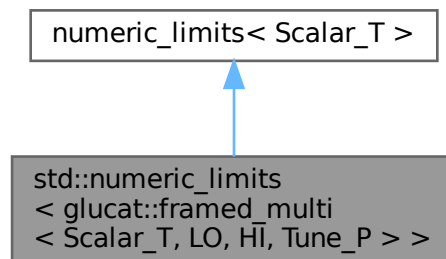 numeric_limits< Scalar_T >
std::numeric_limits
< glucat::framed_multi
< Scalar_T, LO, HI, Tune_P > >